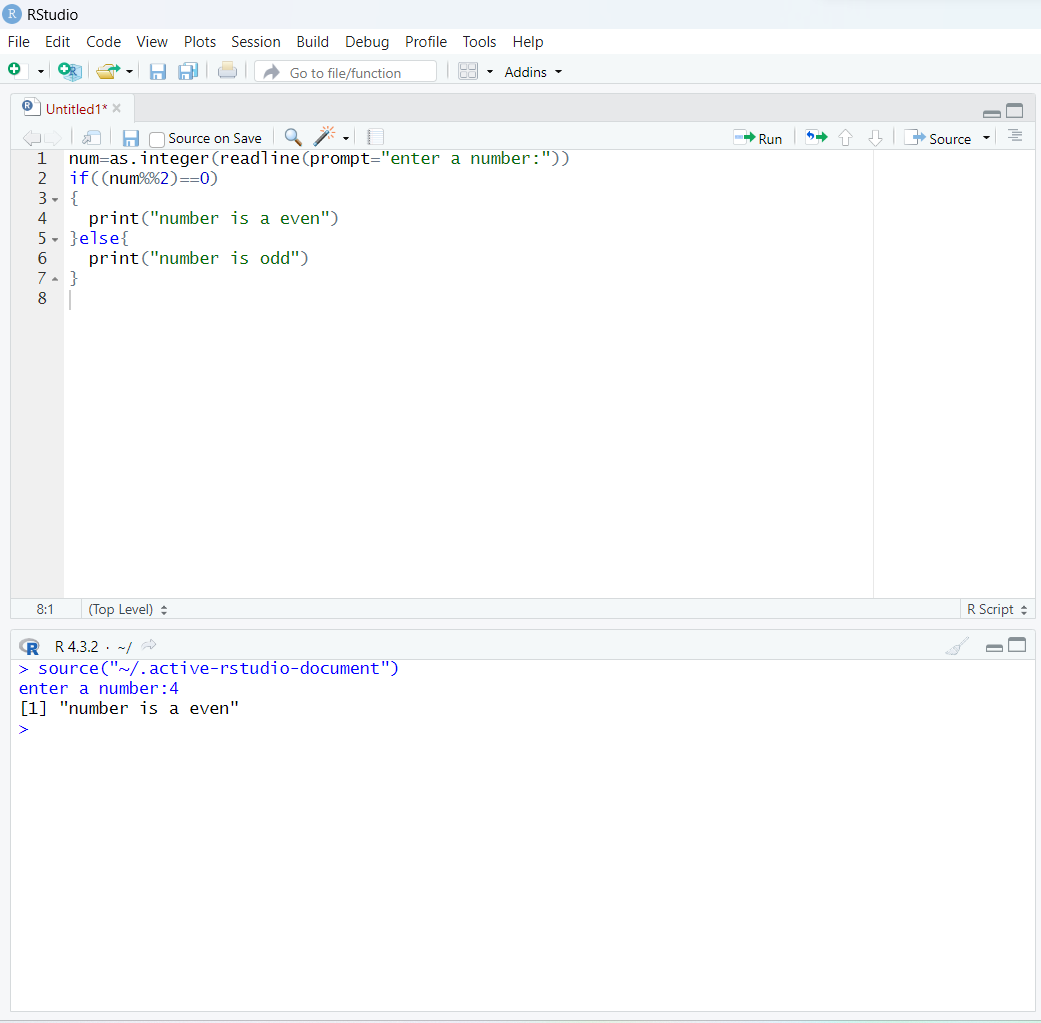 RStudio
File Edit Code View Plots Session Build Debug Profile Tools Help
Go to file/function Addins
Untitled1*
Source on Save Run Source
1 num=as.integer(readline(prompt="enter a number:"))
2 if((num%%2)==0)
3 {
4   print("number is a even")
5 }else{
6   print("number is odd")
7 }
8
8:1 (Top Level) R Script
R 4.3.2 · ~/
> source("~/.active-rstudio-document")
enter a number:4
[1] "number is a even"
>